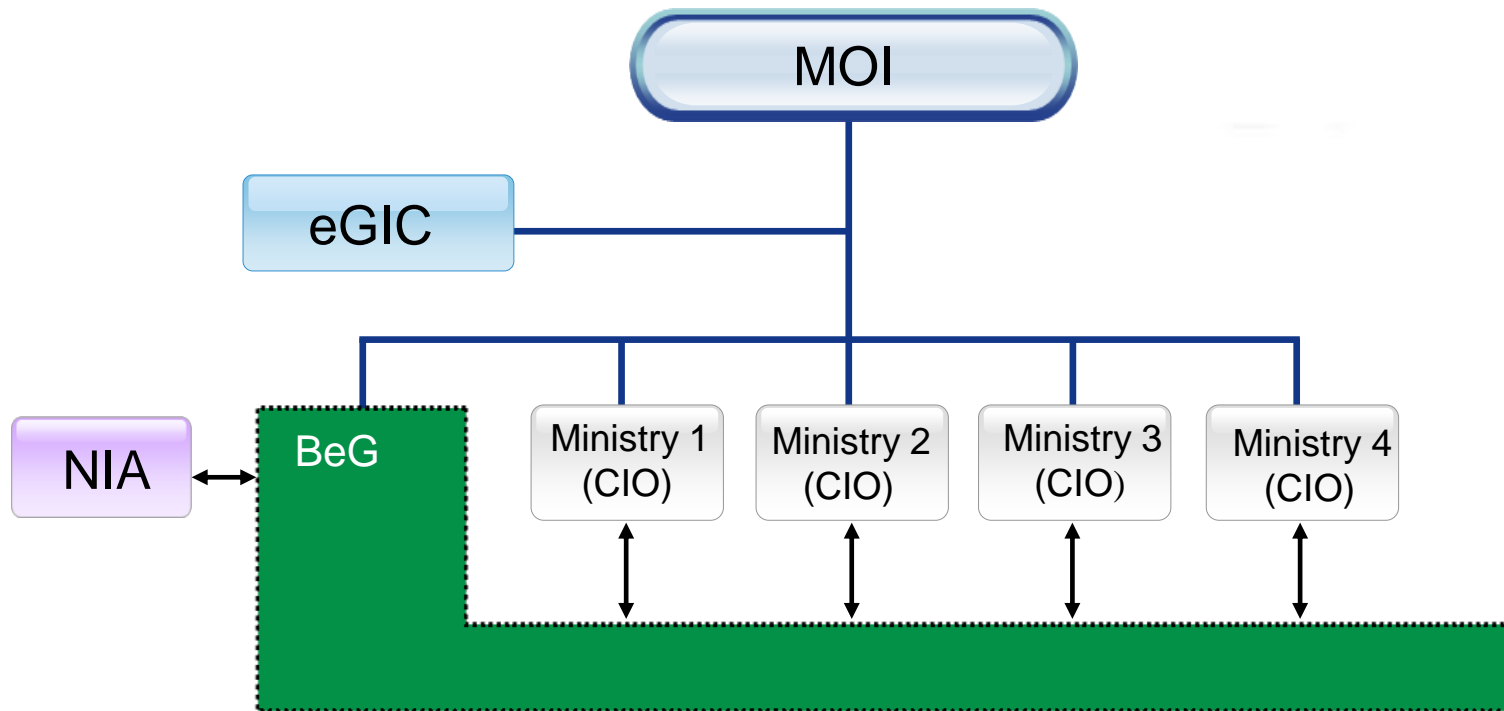 MOI
eGIC
NIA
BeG
Ministry 1
(CIO)
Ministry 2
(CIO)
Ministry 3
(CIO)
Ministry 4
(CIO)